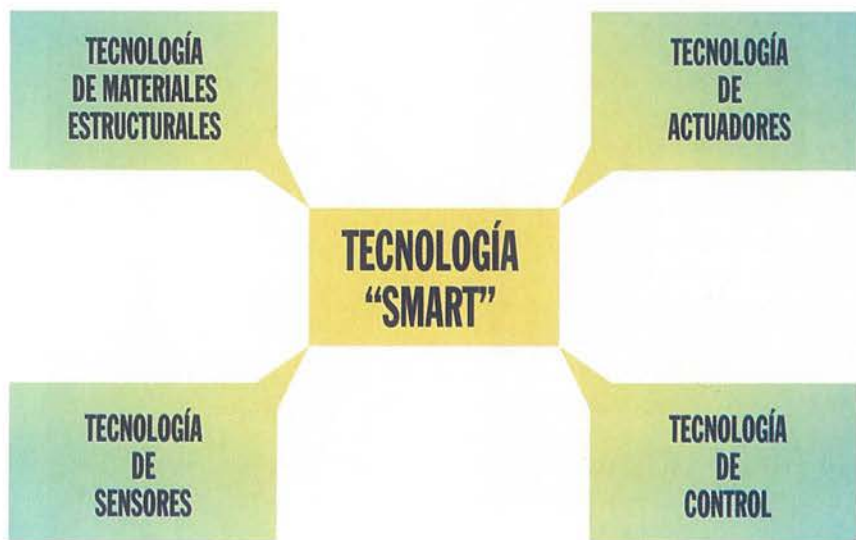 TECNOLOGÍA
DE MATERIALES
ESTRUCTURALES
TECNOLOGÍA
DE
ACTUADORES
TECNOLOGÍA
“SMART”
TECNOLOGÍA
DE
SENSORES
TECNOLOGÍA
DE
CONTROL